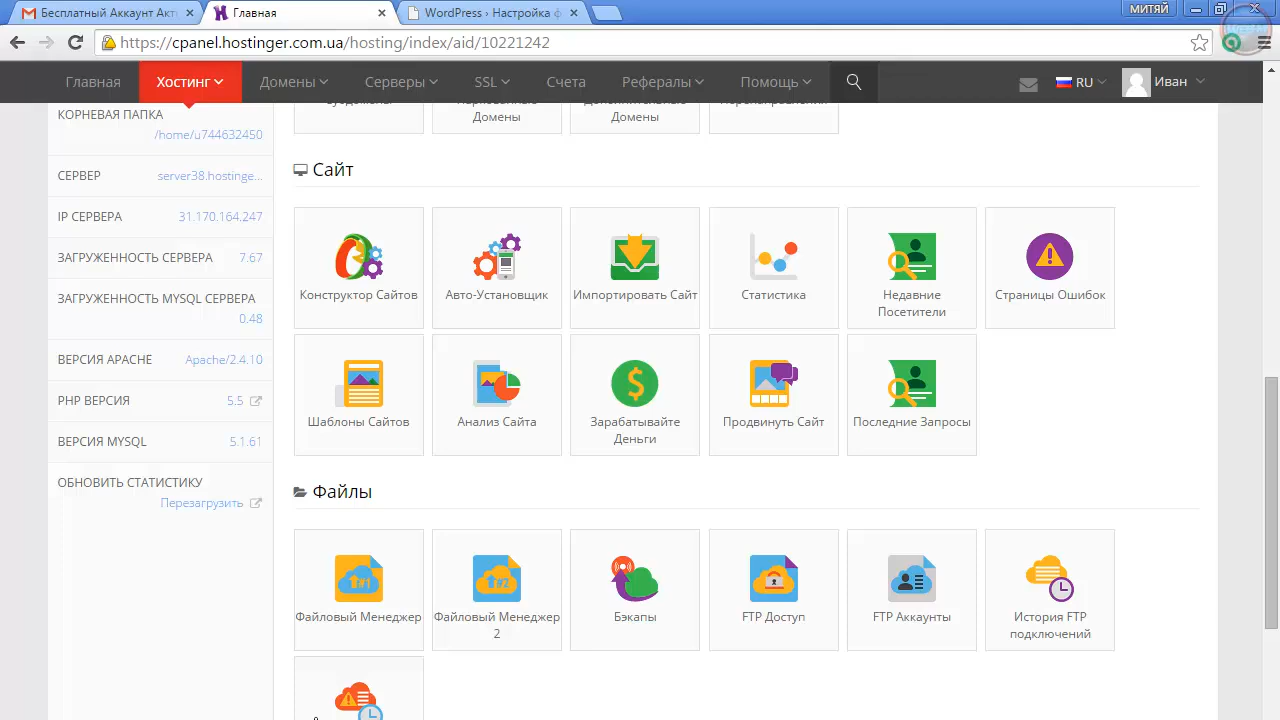 Бесплатный Аккаунт Акт
Главная
WordPress › Настройка ф
МИТЯЙ
https://cpanel.hostinger.com.ua/hosting/index/aid/10221242
Главная
Хостинг
Домены
Серверы
SSL
Счета
Рефералы
Помощь
RU
Иван
КОРНЕВАЯ ПАПКА
/home/u744632450
СЕРВЕР
server38.hostinge...
IP СЕРВЕРА
31.170.164.247
ЗАГРУЖЕННОСТЬ СЕРВЕРА
7.67
ЗАГРУЖЕННОСТЬ MYSQL СЕРВЕРА
0.48
ВЕРСИЯ APACHE
Apache/2.4.10
PHP ВЕРСИЯ
5.5
ВЕРСИЯ MYSQL
5.1.61
ОБНОВИТЬ СТАТИСТИКУ
Перезагрузить
Домены
Домены
Сайт
Конструктор Сайтов
Авто-Установщик
Импортировать Сайт
Статистика
Недавние
Посетители
Страницы Ошибок
Шаблоны Сайтов
Анализ Сайта
Зарабатывайте
Деньги
Продвинуть Сайт
Последние Запросы
Файлы
#1
Файловый Менеджер
#2
Файловый Менеджер
2
Бэкапы
FTP Доступ
FTP Аккаунты
История FTP
подключений